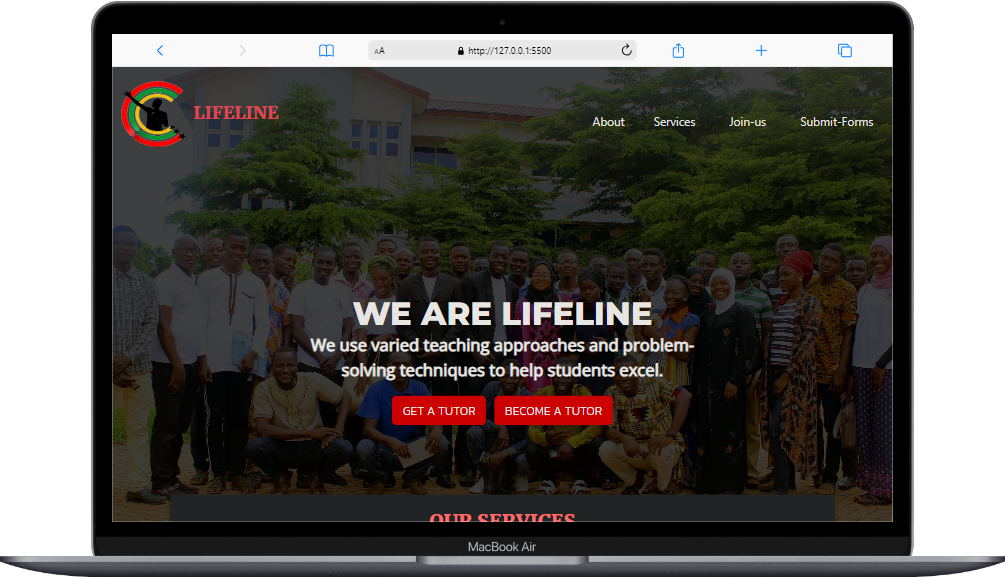 AA
http://127.0.0.1:5500
LIFELINE
About
Services
Join-us
Submit-Forms
WE ARE LIFELINE
We use varied teaching approaches and problem-
solving techniques to help students excel.
GET A TUTOR
BECOME A TUTOR
OUR SERVICES
MacBook Air